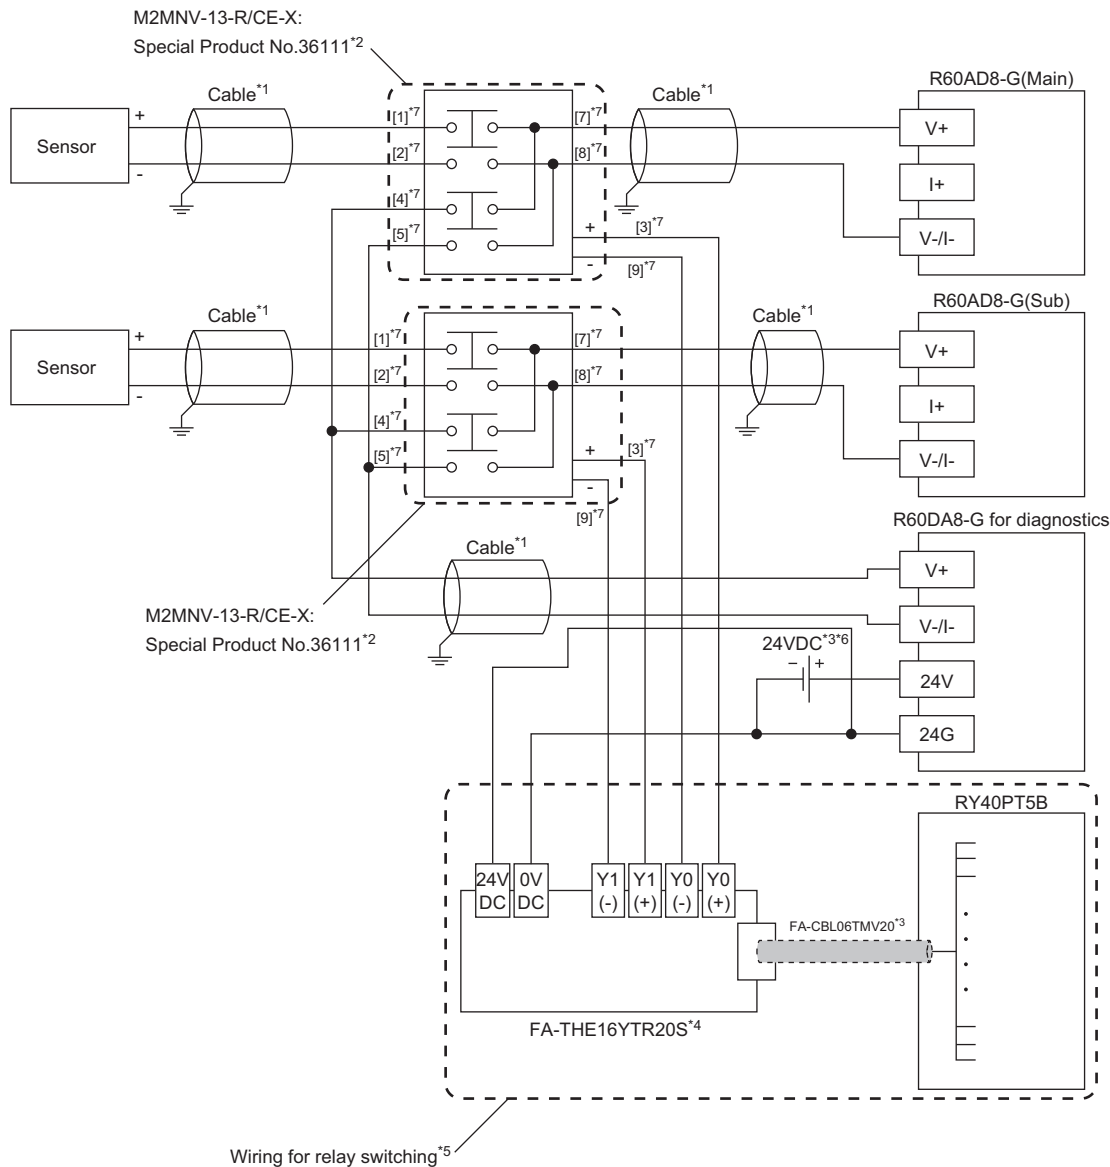 M2MNV-13-R/CE-X:
Special Product No.36111*2
R60AD8-G(Main)
Cable*1
Cable*1
Sensor
+
-
[1]*7
[2]*7
[4]*7
[5]*7
[7]*7
[8]*7
+
-
[3]*7
[9]*7
V+
I+
V-/I-
R60AD8-G(Sub)
Cable*1
Cable*1
Sensor
+
-
[1]*7
[2]*7
[4]*7
[5]*7
[7]*7
[8]*7
+
-
[3]*7
[9]*7
V+
I+
V-/I-
R60DA8-G for diagnostics
Cable*1
V+
V-/I-
24V
24G
M2MNV-13-R/CE-X:
Special Product No.36111*2
24VDC*3*6
− +
RY40PT5B
24V
DC
0V
DC
Y1
(-)
Y1
(+)
Y0
(-)
Y0
(+)
FA-CBL06TMV20*3
FA-THE16YTR20S*4
Wiring for relay switching*5